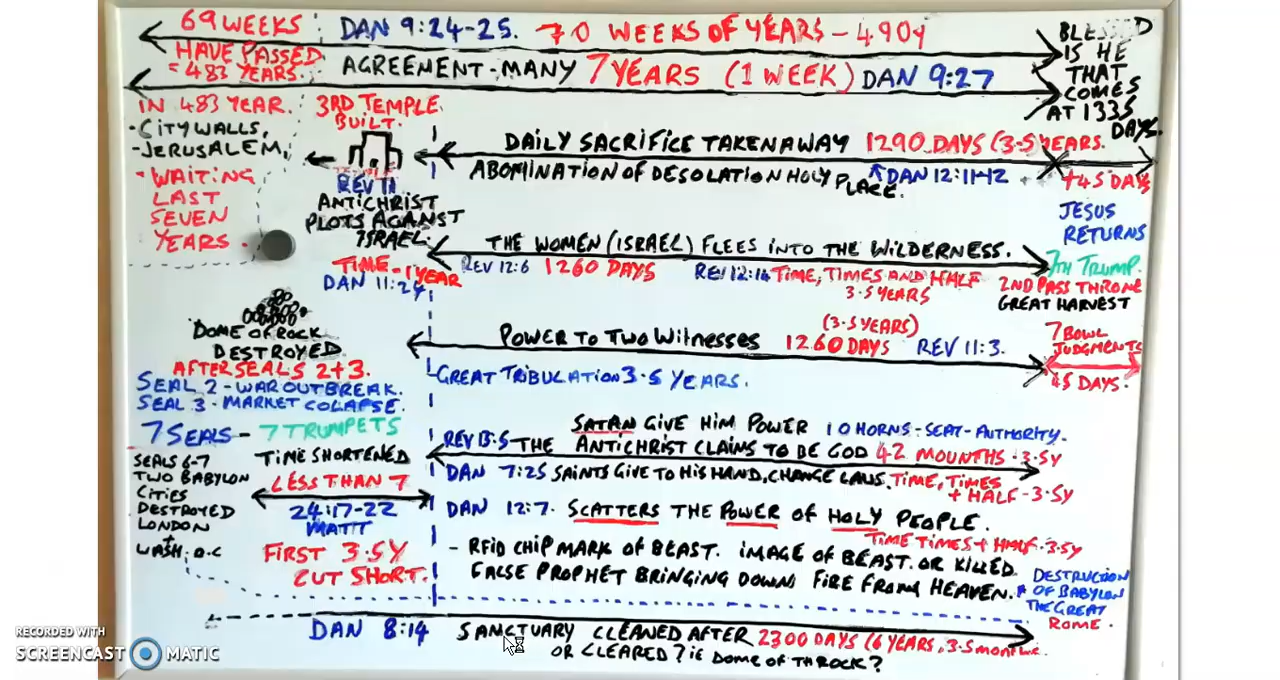 69 WEEKS DAN 9:24-25. 70 WEEKS OF YEARS - 490y
HAVE PASSED
= 483 YEARS.
AGREEMENT-MANY 7 YEARS (1 WEEK) DAN 9:27
BLESSED
IS HE
THAT
COMES
AT 1335
DAYS.
IN 483 YEAR.
-CITY WALLS,
-JERUSALEM,
-WAITING
LAST
SEVEN
YEARS.
3RD TEMPLE
BUILT.
REV 11
ANTICHRIST
PLOTS AGAINST
ISRAEL.
TIME - 1YEAR
DAN 11:24
DAILY SACRIFICE TAKEN AWAY 1290 DAYS (3.5 YEARS.
ABOMINATION OF DESOLATION HOLY PLACE. DAN 12:11-12
+45 DAYS
JESUS
RETURNS
THE WOMEN (ISRAEL) FLEES INTO THE WILDERNESS.
REV 12:6 1260 DAYS REV 12:14 TIME, TIMES AND HALF
3.5 YEARS
7TH TRUMP.
2ND PASS THRONE
GREAT HARVEST
DOME OF ROCK
DESTROYED
AFTER SEALS 2+3.
SEAL 2 - WAR OUTBREAK.
SEAL 3 - MARKET COLAPSE.
POWER TO TWO WITNESSES (3.5 YEARS)
1260 DAYS REV 11:3.
7 BOWL
JUDGMENTS
45 DAYS.
GREAT TRIBULATION 3.5 YEARS.
7 SEALS - 7 TRUMPETS
SEALS 6-7
TWO BABYLON
CITIES
DESTROYED
LONDON
+
WASH. D.C
TIME SHORTENED
LESS THAN 7
24:17-22
MATT
FIRST 3.5Y
CUT SHORT.
SATAN GIVE HIM POWER 10 HORNS-SEAT-AUTHORITY.
REV 13:5 THE ANTICHRIST CLAINS TO BE GOD 42 MOUNTHS - 3.5y
DAN 7:25 SAINTS GIVE TO HIS HAND, CHANGE LAWS. TIME, TIMES
+ HALF - 3.5y
DAN 12:7. SCATTERS THE POWER OF HOLY PEOPLE.
TIME TIMES + HALF - 3.5y
- RFID CHIP MARK OF BEAST. IMAGE OF BEAST. OR KILLED.
FALSE PROPHET BRINGING DOWN FIRE FROM HEAVEN.
DESTRUCTION
OF BABYLON
THE GREAT
ROME.
DAN 8:14 SANCTUARY CLEANED AFTER 2300 DAYS (6 YEARS, 3.5
OR CLEARED? ie DOME OF THROCK?
RECORDED WITH
SCREENCAST MATIC